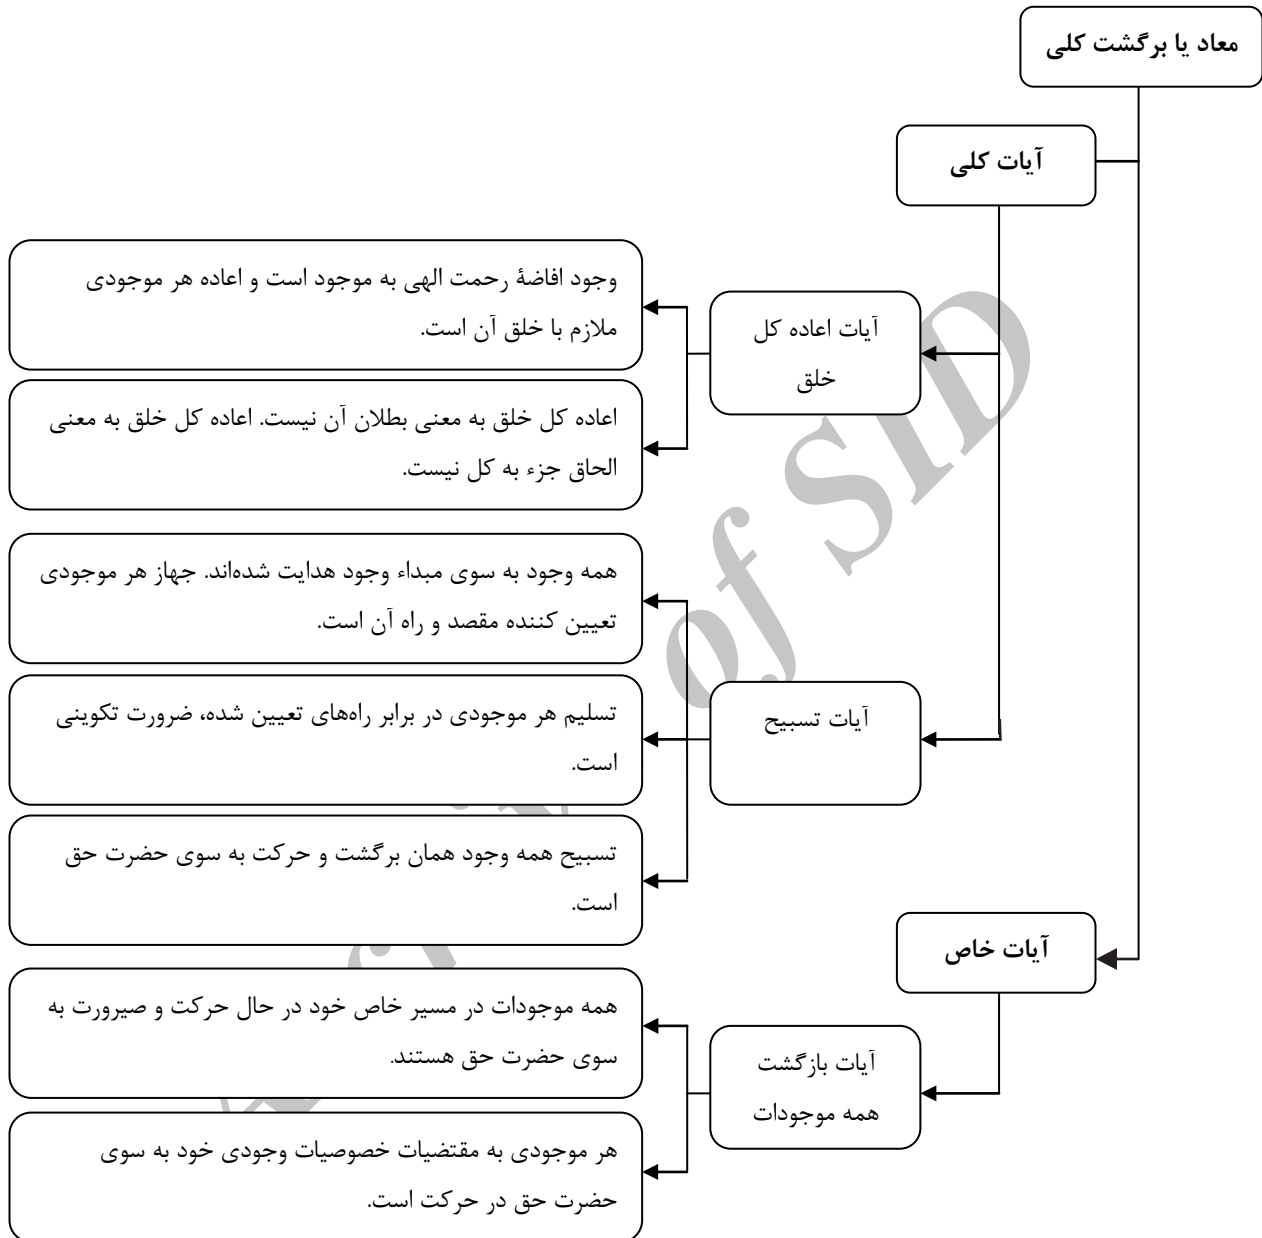 معاد یا برگشت کلی
آیات کلی
آیات اعاده کل
خلق
وجود افاضۀ رحمت الهی به موجود است و اعاده هر موجودی
ملازم با خلق آن است.
اعاده کل خلق به معنی بطلان آن نیست. اعاده کل خلق به معنی
الحاق جزء به کل نیست.
آیات تسبیح
همه وجود به سوی مبداء وجود هدایت شده‌اند. جهاز هر موجودی
تعیین کننده مقصد و راه آن است.
تسلیم هر موجودی در برابر راه‌های تعیین شده، ضرورت تکوینی
است.
تسبیح همه وجود همان برگشت و حرکت به سوی حضرت حق
است.
آیات خاص
آیات بازگشت
همه موجودات
همه موجودات در مسیر خاص خود در حال حرکت و صیرورت به
سوی حضرت حق هستند.
هر موجودی به مقتضیات خصوصیات وجودی خود به سوی
حضرت حق در حرکت است.
of SID